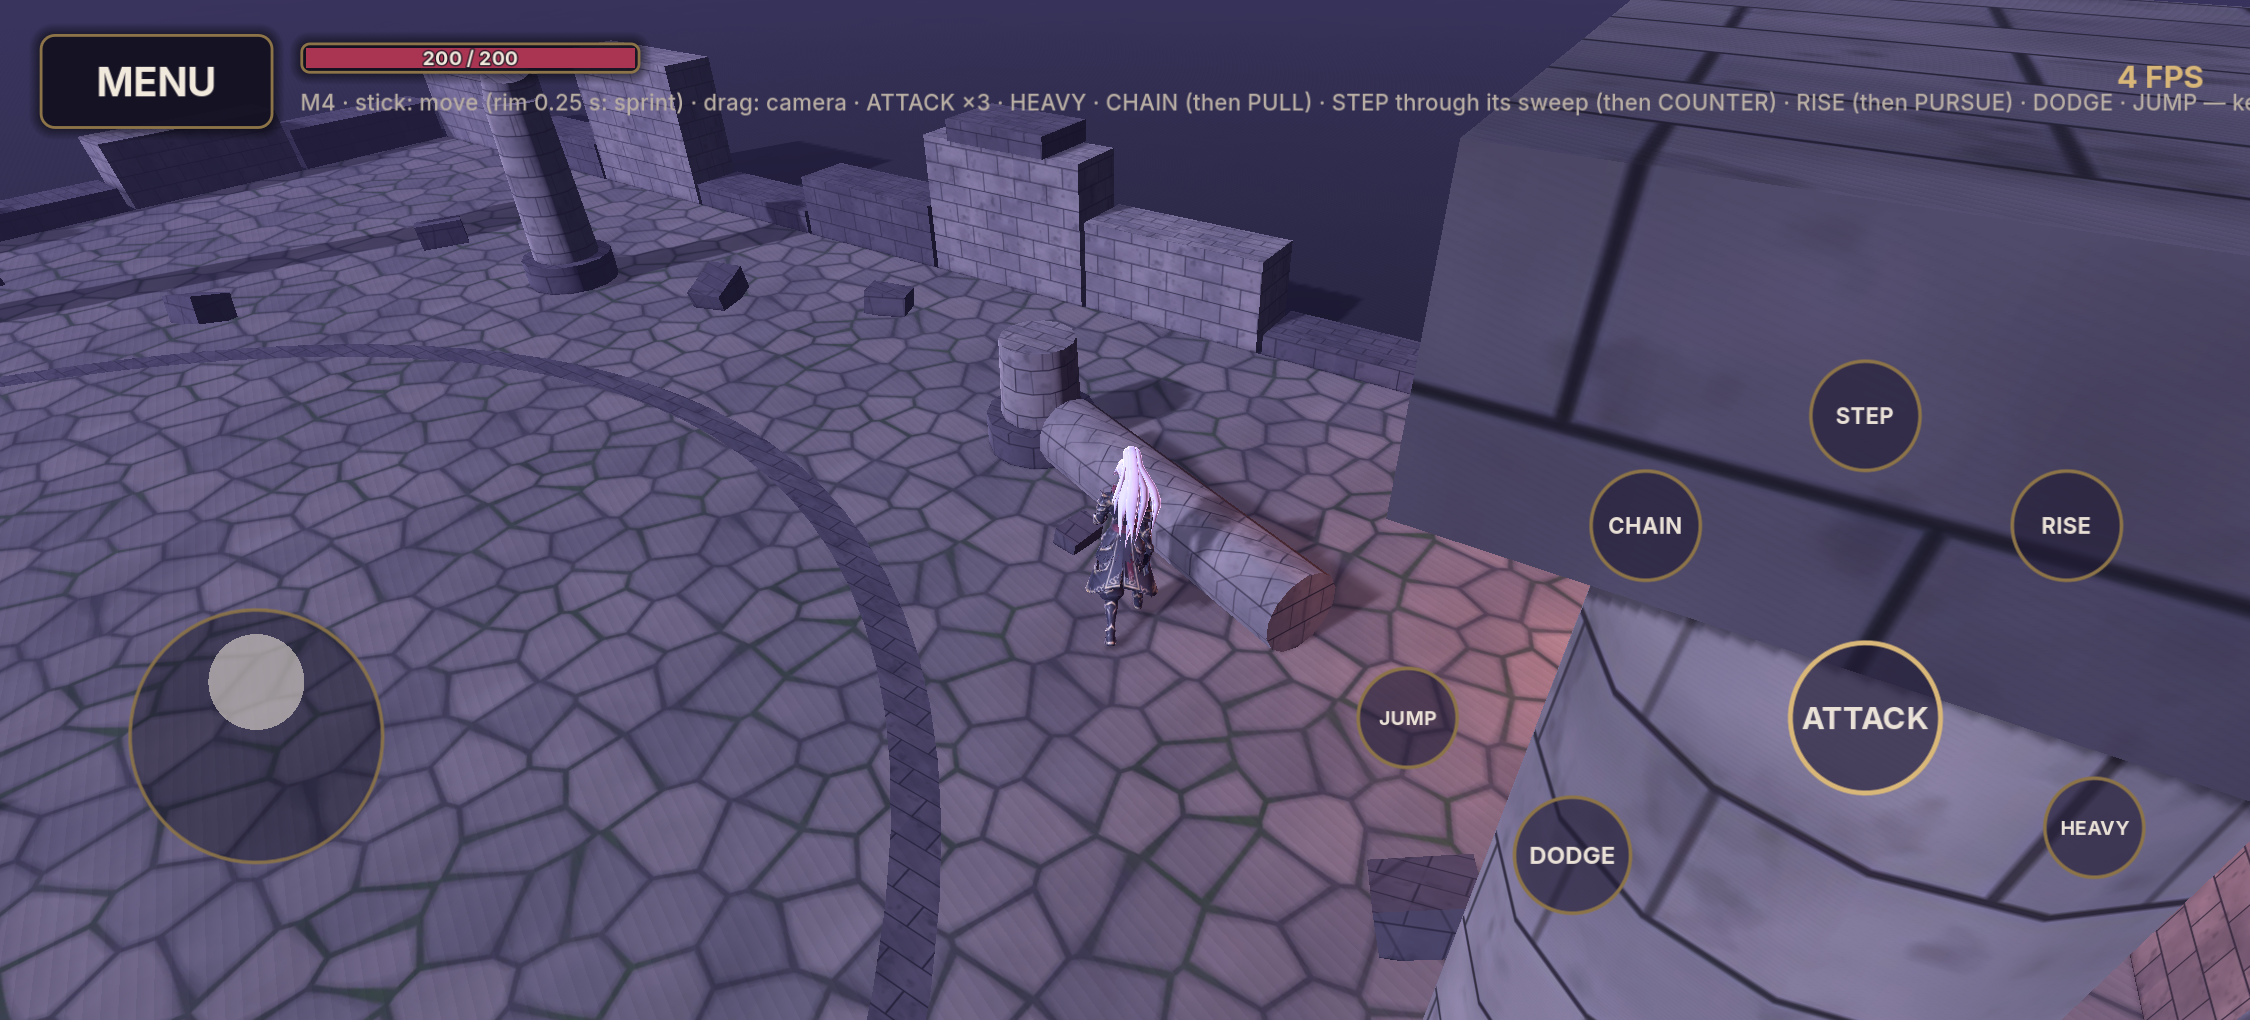 MENU
200 / 200
4 FPS
M4 · stick: move (rim 0.25 s: sprint) · drag: camera · ATTACK ×3 · HEAVY · CHAIN (then PULL) · STEP through its sweep (then COUNTER) · RISE (then PURSUE) · DODGE · JUMP —
STEP
CHAIN
RISE
JUMP
ATTACK
HEAVY
DODGE